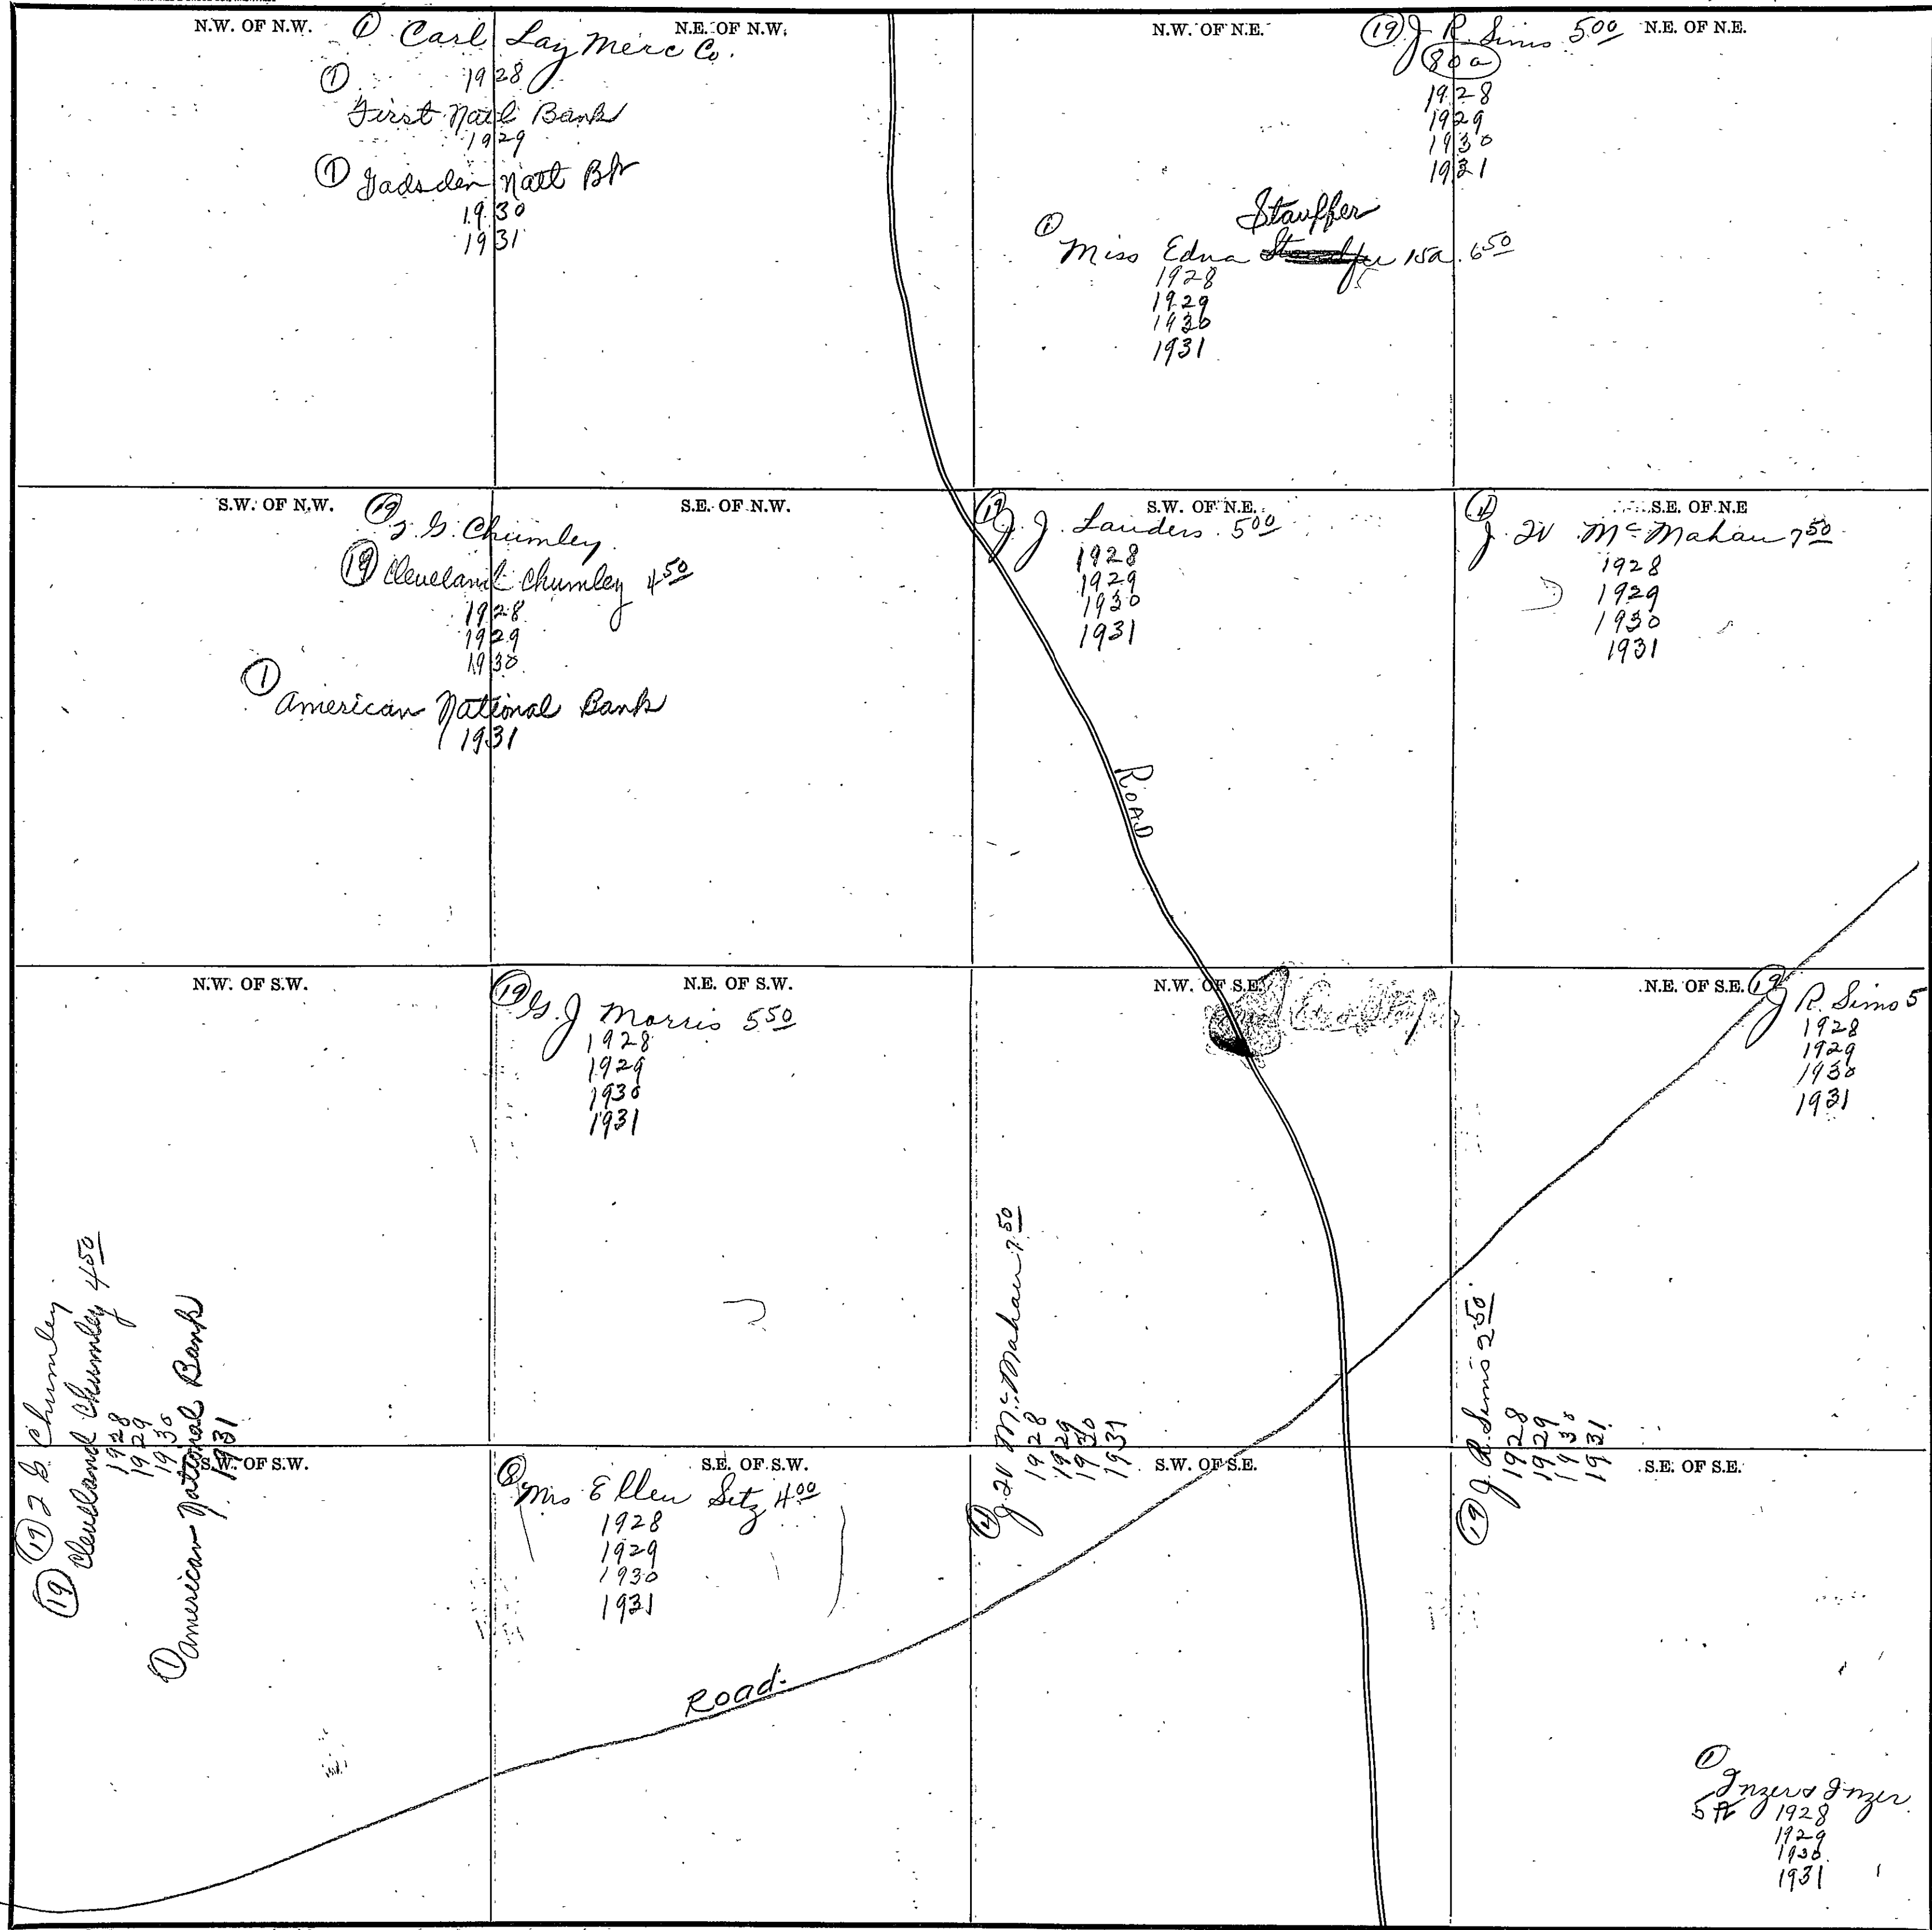 N.W. OF N.W.
① Carl Lay Merc Co.
N.E. OF N.W.
① 1928
First Natl Bank
1929
① Gadsden Natl Bk
1930
1931
N.W. OF N.E.
⑲ J R Sims 5 00
N.E. OF N.E.
80a
1928
1929
1930
1931
Stauffer
① Miss Edna 15a. 6 50
1928
1929
1930
1931
S.W. OF N.W.
S.E. OF N.W.
⑲ G. Chumley
⑲ Cleveland Chumley 4 50
1928
1929
1930
① American National Bank
1931
S.W. OF N.E.
J. J. Landers. 5 00
1928
1929
1930
1931
S.E. OF N.E
J. W McMahan 7 50
1928
1929
1930
1931
ROAD
N.W. OF S.W.
N.E. OF S.W.
⑲ G. J Morris 5 50
1928
1929
1930
1931
N.W. OF S.E.
N.E. OF S.E.
⑲ J R. Sims 5
1928
1929
1930
1931
⑲ G Chumley
⑲ Cleveland Chumley 4 50
1928
1929
1930
① American National Bank
1931
J W McMahan 7 50
1928
1929
1930
1931
⑲ J. R Sims 2 50
1928
1929
1930
1931
S.W. OF S.W.
S.E. OF S.W.
Mrs Ellen Sitz 4 00
1928
1929
1930
1931
S.W. OF S.E.
S.E. OF S.E.
Road
① Inzer & Inzer
5
1928
1929
1930
1931